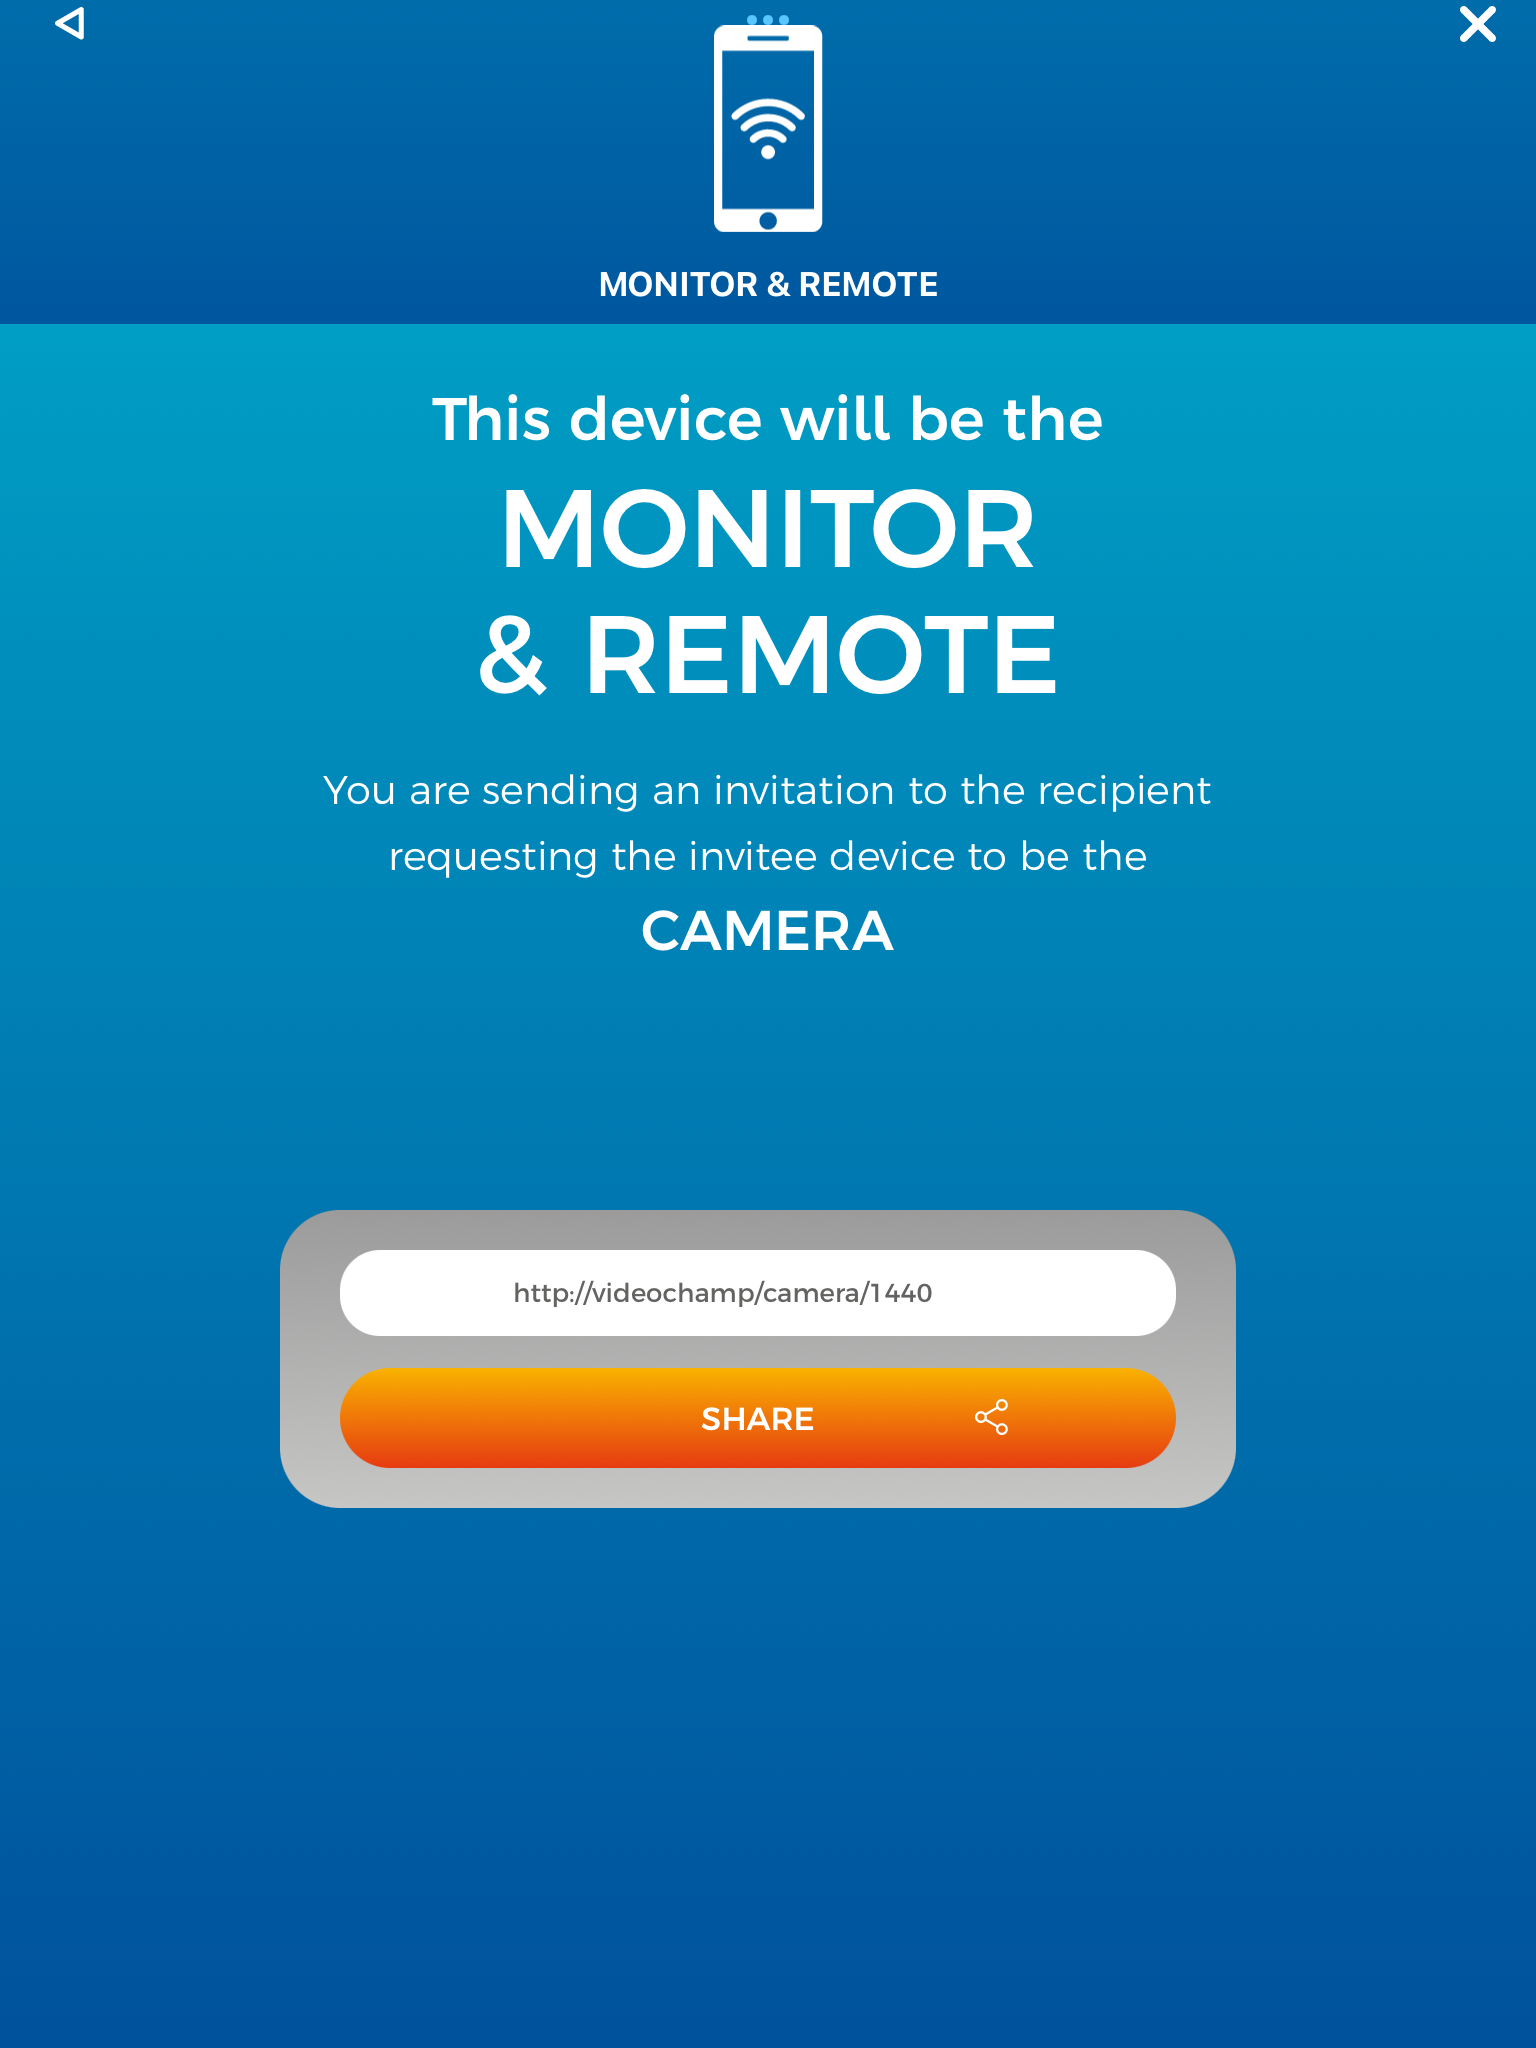 MONITOR & REMOTE
This device will be the
MONITOR
& REMOTE
You are sending an invitation to the recipient
requesting the invitee device to be the
CAMERA
http://videochamp/camera/1440
SHARE